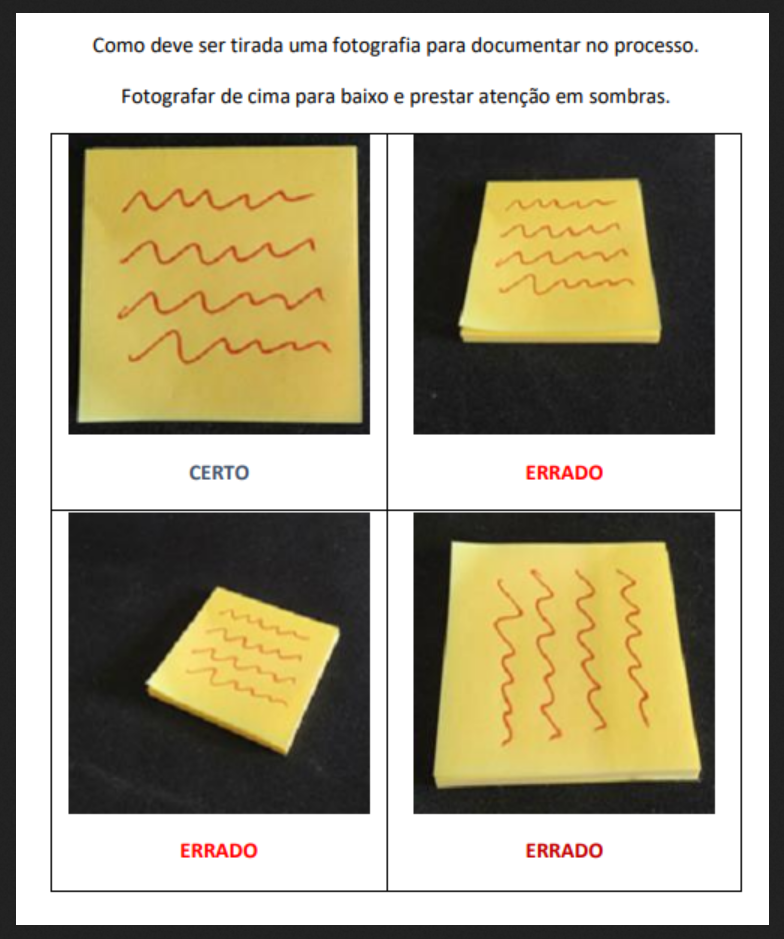 Como deve ser tirada uma fotografia para documentar no processo.
Fotografar de cima para baixo e prestar atenção em sombras.
CERTO
ERRADO
ERRADO
ERRADO